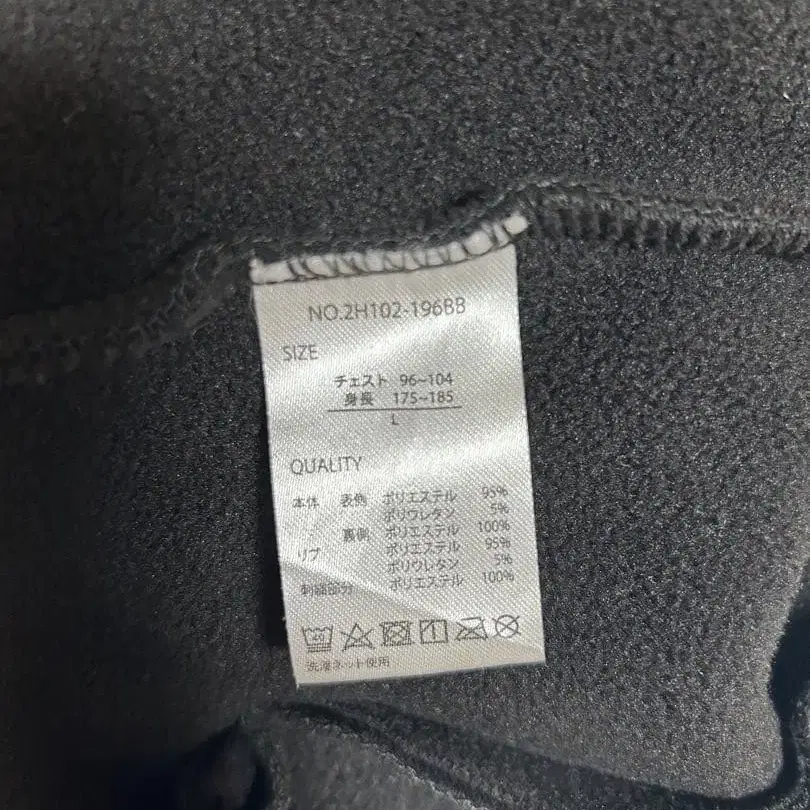 NO.2H102-196BB
SIZE
チェスト 96~104
身長 175~185
L
QUALITY
本体 表側 ポリエステル 95%
ポリウレタン 5%
裏側 ポリエステル 100%
リブ ポリエステル 95%
ポリウレタン 5%
刺繍部分 ポリエステル 100%
洗濯ネット使用